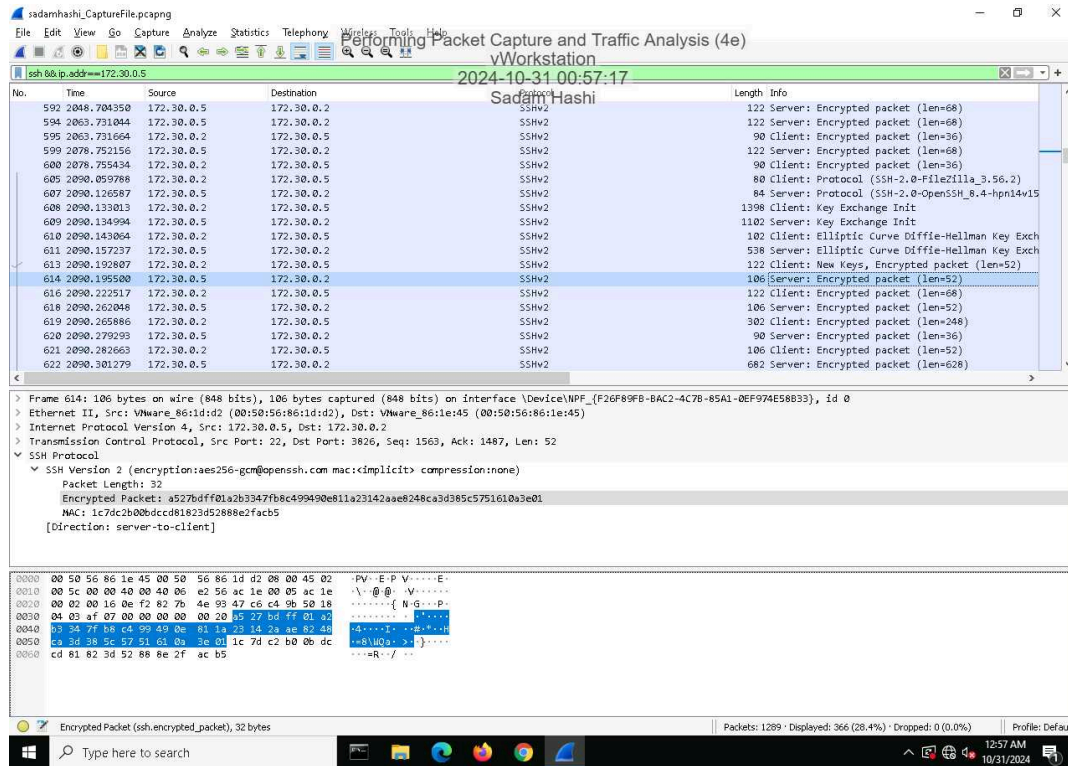 sadamhashi_CaptureFile.pcapng
File Edit View Go Capture Analyze Statistics Telephony Wireless Tools Help
Performing Packet Capture and Traffic Analysis (4e)
vWorkstation
2024-10-31 00:57:17
Sadam Hashi
ssh && ip.addr==172.30.0.5
No. Time Source Destination Protocol Length Info
592 2048.704350 172.30.0.5 172.30.0.2 SSHv2 122 Server: Encrypted packet (len=68)
594 2063.731044 172.30.0.5 172.30.0.2 SSHv2 122 Server: Encrypted packet (len=68)
595 2063.731664 172.30.0.2 172.30.0.5 SSHv2 90 Client: Encrypted packet (len=36)
599 2078.752156 172.30.0.5 172.30.0.2 SSHv2 122 Server: Encrypted packet (len=68)
600 2078.755434 172.30.0.2 172.30.0.5 SSHv2 90 Client: Encrypted packet (len=36)
605 2090.059788 172.30.0.2 172.30.0.5 SSHv2 80 Client: Protocol (SSH-2.0-FileZilla_3.56.2)
607 2090.126587 172.30.0.5 172.30.0.2 SSHv2 84 Server: Protocol (SSH-2.0-OpenSSH_8.4-hpn14v15
608 2090.133013 172.30.0.2 172.30.0.5 SSHv2 1398 Client: Key Exchange Init
609 2090.134994 172.30.0.5 172.30.0.2 SSHv2 1102 Server: Key Exchange Init
610 2090.143064 172.30.0.2 172.30.0.5 SSHv2 102 Client: Elliptic Curve Diffie-Hellman Key Exch
611 2090.157237 172.30.0.5 172.30.0.2 SSHv2 538 Server: Elliptic Curve Diffie-Hellman Key Exch
613 2090.192807 172.30.0.2 172.30.0.5 SSHv2 122 Client: New Keys, Encrypted packet (len=52)
614 2090.195500 172.30.0.5 172.30.0.2 SSHv2 106 Server: Encrypted packet (len=52)
616 2090.222517 172.30.0.2 172.30.0.5 SSHv2 122 Client: Encrypted packet (len=68)
618 2090.262048 172.30.0.5 172.30.0.2 SSHv2 106 Server: Encrypted packet (len=52)
619 2090.265886 172.30.0.2 172.30.0.5 SSHv2 302 Client: Encrypted packet (len=248)
620 2090.279293 172.30.0.5 172.30.0.2 SSHv2 90 Server: Encrypted packet (len=36)
621 2090.282663 172.30.0.2 172.30.0.5 SSHv2 106 Client: Encrypted packet (len=52)
622 2090.301279 172.30.0.5 172.30.0.2 SSHv2 682 Server: Encrypted packet (len=628)
Frame 614: 106 bytes on wire (848 bits), 106 bytes captured (848 bits) on interface \Device\NPF_{F26F89FB-BAC2-4C7B-85A1-0EF974E58B33}, id 0
Ethernet II, Src: VMware_86:1d:d2 (00:50:56:86:1d:d2), Dst: VMware_86:1e:45 (00:50:56:86:1e:45)
Internet Protocol Version 4, Src: 172.30.0.5, Dst: 172.30.0.2
Transmission Control Protocol, Src Port: 22, Dst Port: 3826, Seq: 1563, Ack: 1487, Len: 52
SSH Protocol
SSH Version 2 (encryption:aes256-gcm@openssh.com mac:<implicit> compression:none)
Packet Length: 32
Encrypted Packet: a527bdff01a2b3347fb8c499490e811a23142aae8248ca3d385c5751610a3e01
MAC: 1c7dc2b00bdccd81823d52888e2facb5
[Direction: server-to-client]
0000 00 50 56 86 1e 45 00 50 56 86 1d d2 08 00 45 02 ·PV··E·P V·····E·
0010 00 5c 00 00 40 00 40 06 e2 56 ac 1e 00 05 ac 1e ·\··@·@· ·V······
0020 00 02 00 16 0e f2 82 7b 4e 93 47 c6 c4 9b 50 18 ·······{ N·G···P·
0030 04 03 af 07 00 00 00 00 00 20 a5 27 bd ff 01 a2 ········ · ·'····
0040 b3 34 7f b8 c4 99 49 0e 81 1a 23 14 2a ae 82 48 ·4····I· ··#·*··H
0050 ca 3d 38 5c 57 51 61 0a 3e 01 1c 7d c2 b0 0b dc ·=8\WQa· >··}····
0060 cd 81 82 3d 52 88 8e 2f ac b5 ···=R··/ ··
Encrypted Packet (ssh.encrypted_packet), 32 bytes Packets: 1289 · Displayed: 366 (28.4%) · Dropped: 0 (0.0%) Profile: Defau
Type here to search 12:57 AM
10/31/2024